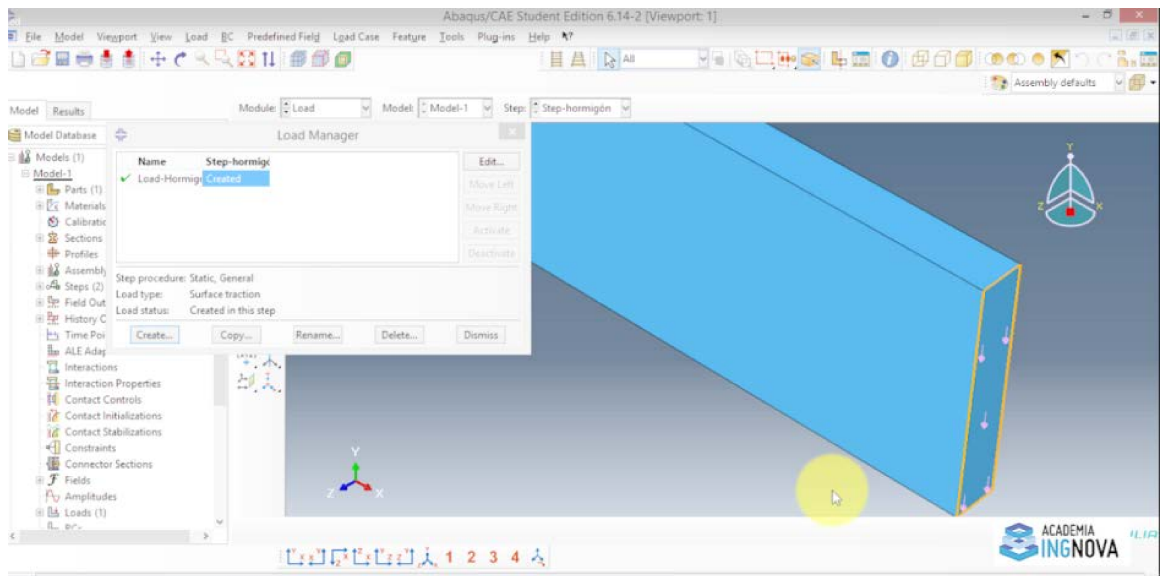 Abaqus/CAE Student Edition 6.14-2 [Viewport: 1]
File Model Viewport View Load BC Predefined Field Load Case Feature Tools Plug-ins Help
All
Assembly defaults
Model Results Module: Load Model: Model-1 Step: Step-hormigón
Model Database
Models (1)
Model-1
Parts (1)
Materials
Calibratic
Sections
Profiles
Assembly
Steps (2)
Field Out
History C
Time Poi
ALE Adap
Interactions
Interaction Properties
Contact Controls
Contact Initializations
Contact Stabilizations
Constraints
Connector Sections
Fields
Amplitudes
Loads (1)
BCs
Load Manager
Name Step-hormigo
Load-Hormig Created
Edit...
Move Left
Move Right
Activate
Deactivate
Step procedure: Static, General
Load type: Surface traction
Load status: Created in this step
Create... Copy... Rename... Delete... Dismiss
Y
Z X
Y
Z X
1 2 3 4
ACADEMIA
INGNOVA